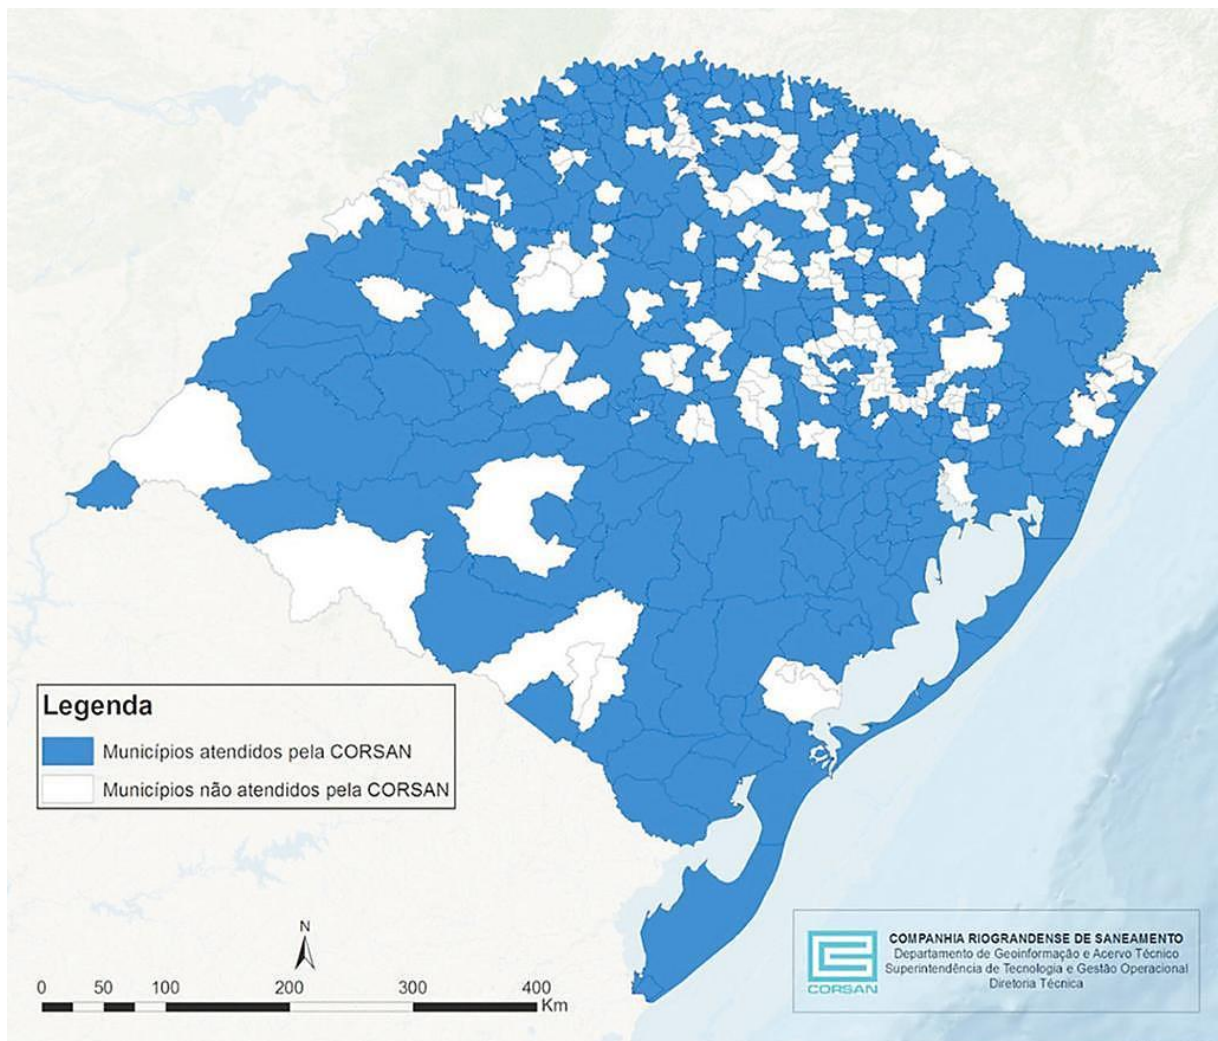 Legenda
Municípios atendidos pela CORSAN
Municípios não atendidos pela CORSAN
N
0 50 100 200 300 400
Km
COMPANHIA RIOGRANDENSE DE SANEAMENTO
Departamento de Geoinformação e Acervo Técnico
Superintendência de Tecnologia e Gestão Operacional
Diretoria Técnica
CORSAN